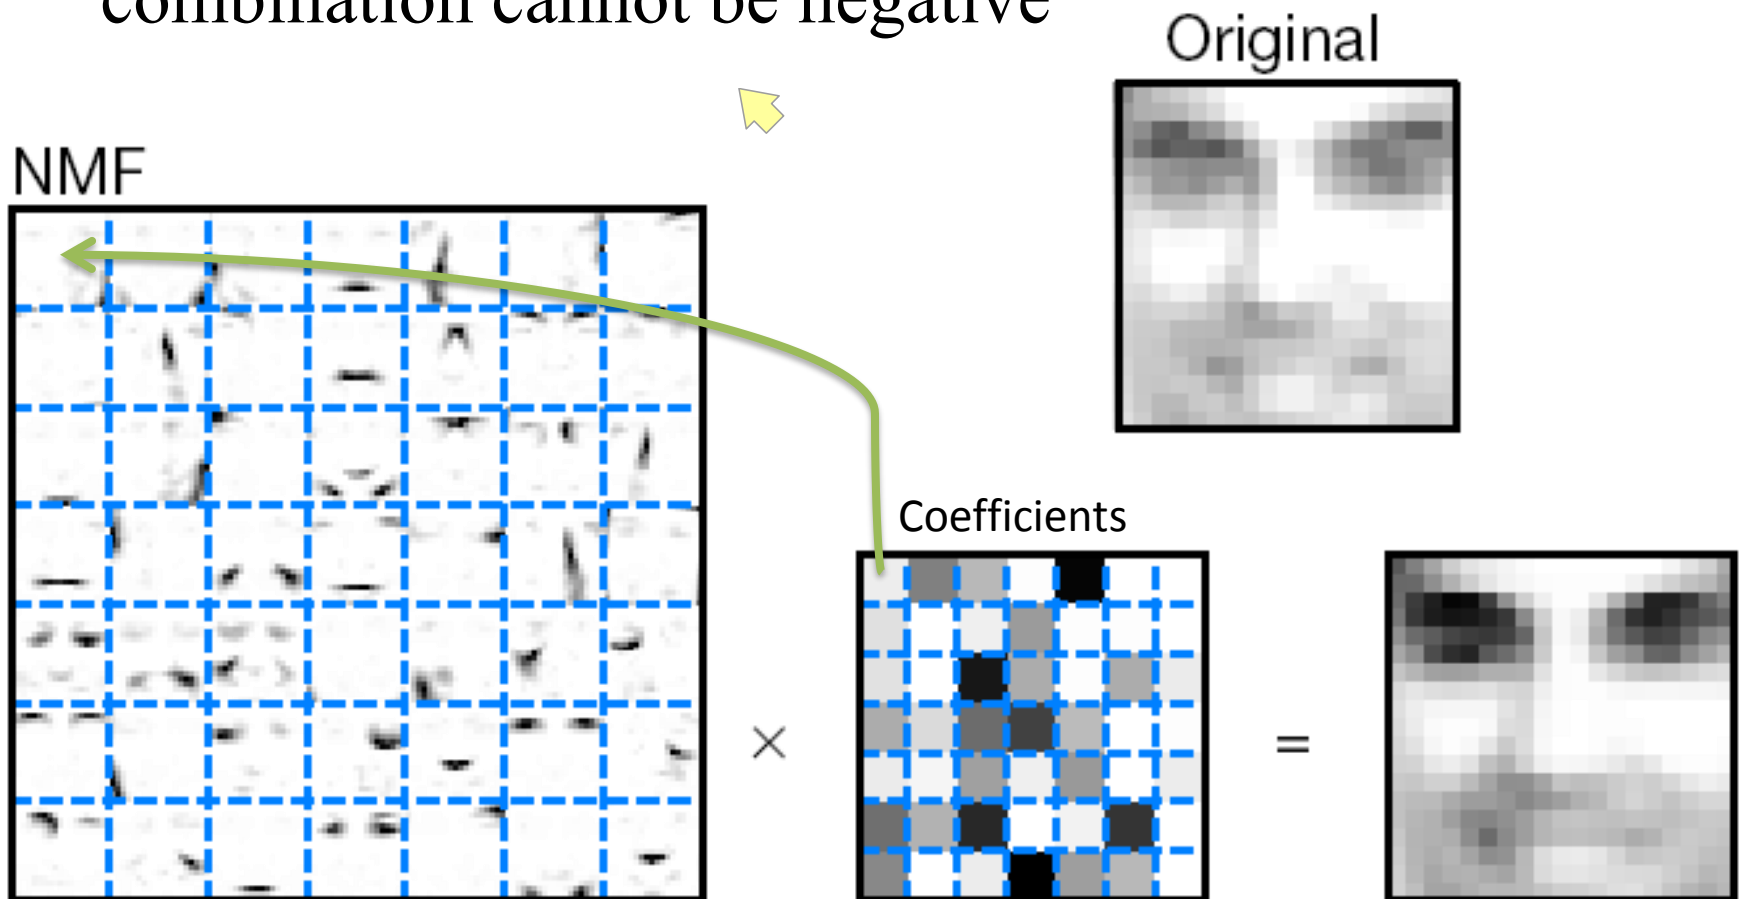 combination cannot be negative
Original
NMF
Coefficients
×
=